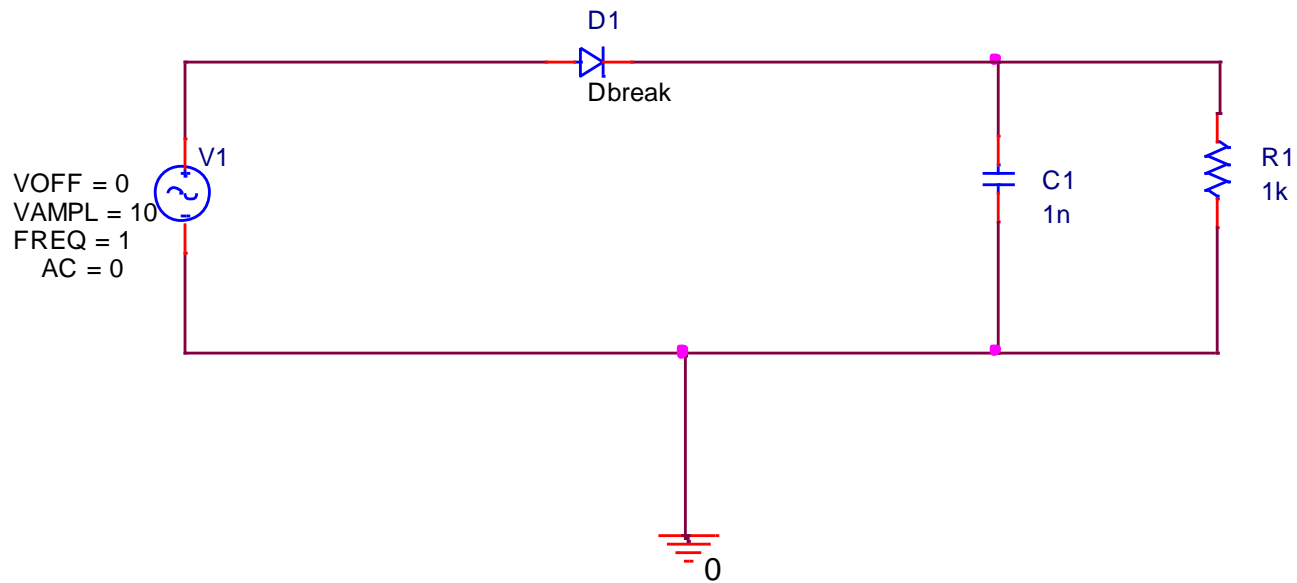 D1
Dbreak
V1
VOFF = 0
VAMPL = 10
FREQ = 1
AC = 0
C1
1n
R1
1k
0